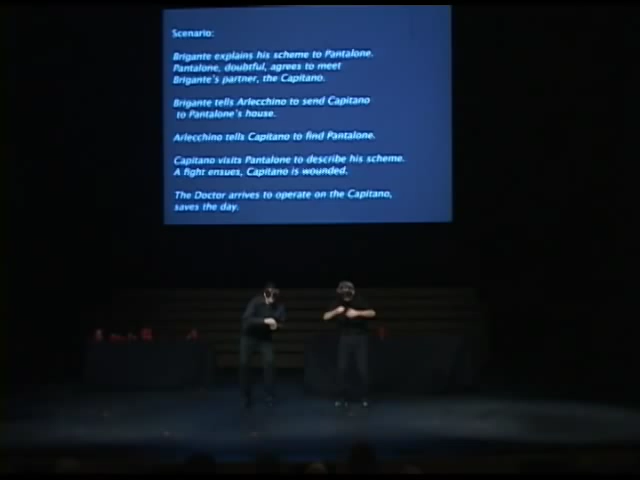 Scenario:
Brigante explains his scheme to Pantalone.
Pantalone, doubtful, agrees to meet
Brigante's partner, the Capitano.
Brigante tells Arlecchino to send Capitano
to Pantalone's house.
Arlecchino tells Capitano to find Pantalone.
Capitano visits Pantalone to describe his scheme.
A fight ensues, Capitano is wounded.
The Doctor arrives to operate on the Capitano,
saves the day.